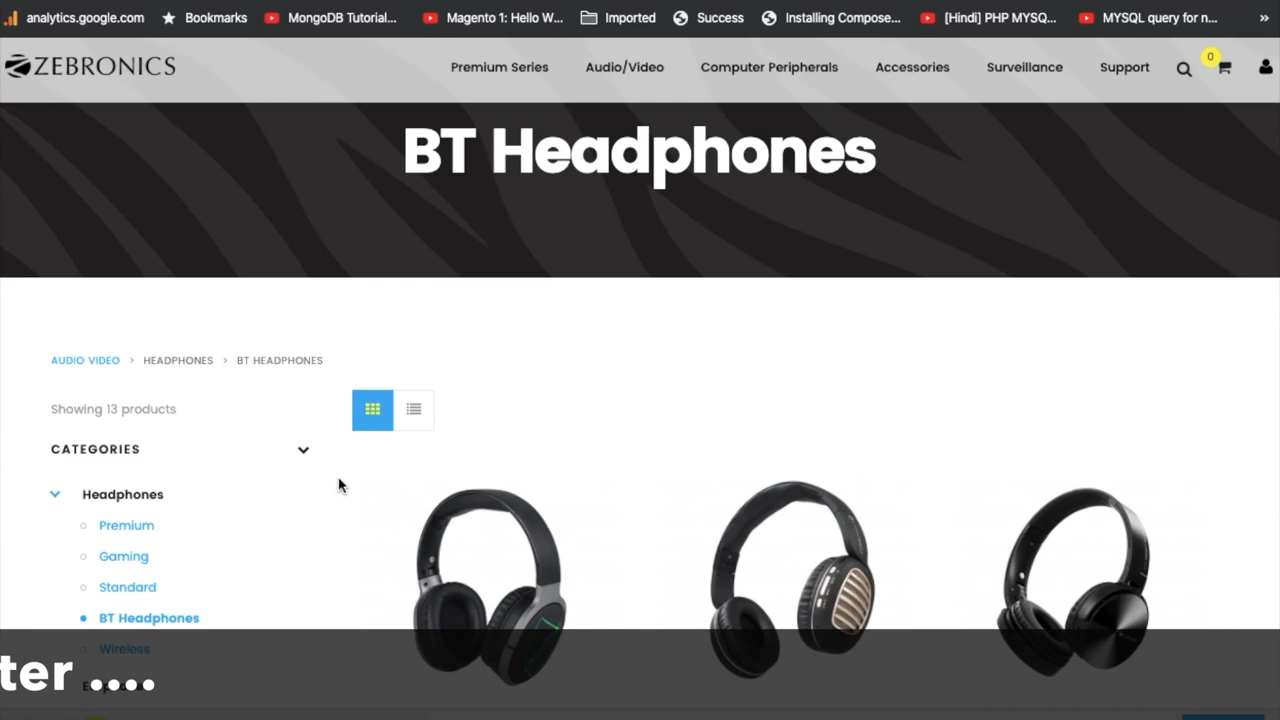 analytics.google.com Bookmarks MongoDB Tutorial... Magento 1: Hello W... Imported Success Installing Compose... [Hindi] PHP MYSQ... MYSQL query for n... »
ZEBRONICS Premium Series Audio/Video Computer Peripherals Accessories Surveillance Support 0
BT Headphones
AUDIO VIDEO > HEADPHONES > BT HEADPHONES
Showing 13 products
CATEGORIES
Headphones
Premium
Gaming
Standard
BT Headphones
Wireless
ter ....